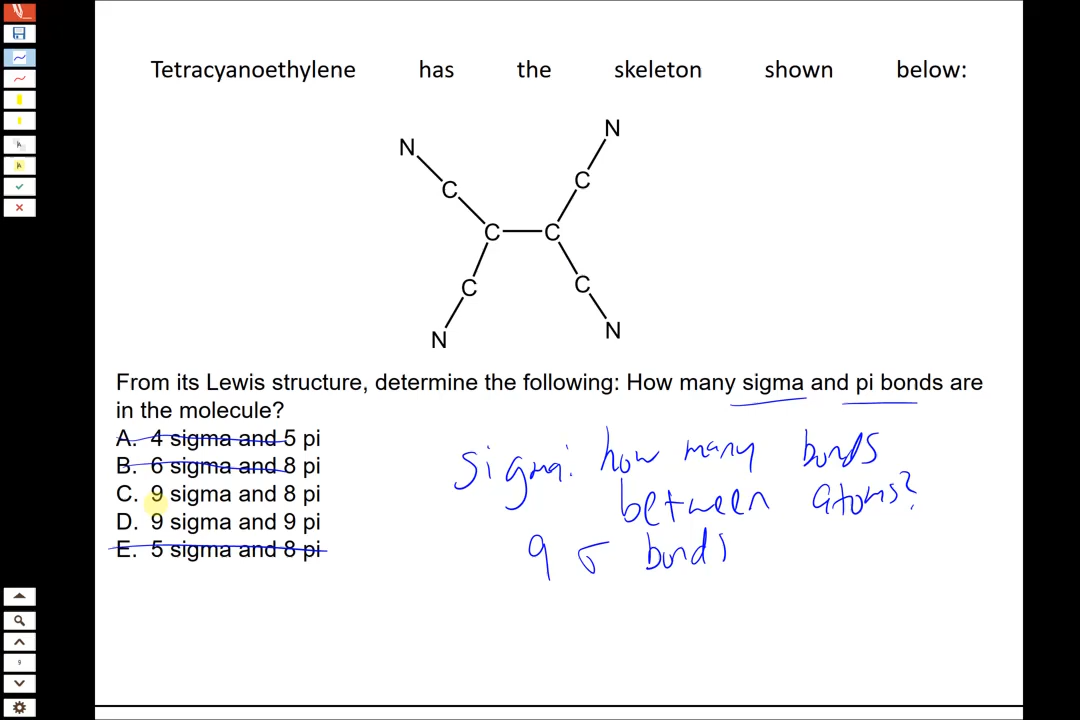 Tetracyanoethylene has the skeleton shown below:
N
N
C
C
C
C
C
C
N
N
From its Lewis structure, determine the following: How many sigma and pi bonds are
in the molecule?
A. 4 sigma and 5 pi
B. 6 sigma and 8 pi
C. 9 sigma and 8 pi
D. 9 sigma and 9 pi
E. 5 sigma and 8 pi
Sigma: how many bonds
between atoms?
9 σ bonds